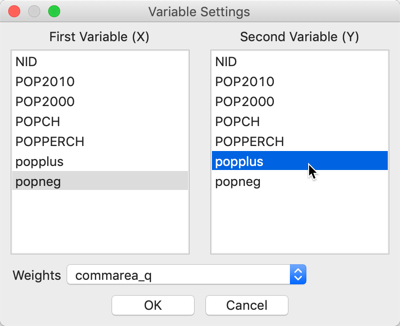 Variable Settings
First Variable (X)
NID
POP2010
POP2000
POPCH
POPPERCH
popplus
popneg
Second Variable (Y)
NID
POP2010
POP2000
POPCH
POPPERCH
popplus
popneg
Weights commarea_q
OK Cancel